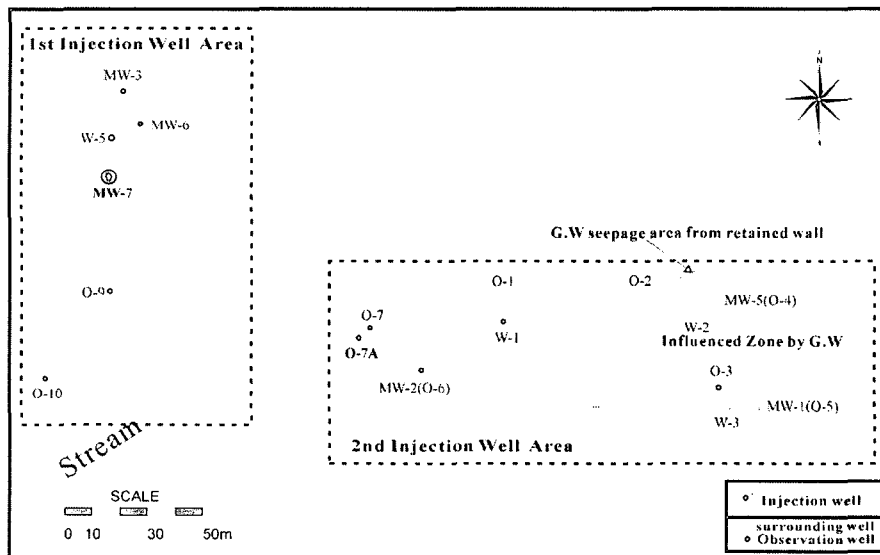 1st Injection Well Area
MW-3
MW-6
W-5
MW-7
O-9
O-10
Stream
N
G.W seepage area from retained wall
O-1
O-2
MW-5(O-4)
O-7
W-1
W-2
O-7A
Influenced Zone by G.W
MW-2(O-6)
O-3
MW-1(O-5)
W-3
2nd Injection Well Area
SCALE
0 10 30 50m
Injection well
surrounding well
Observation well